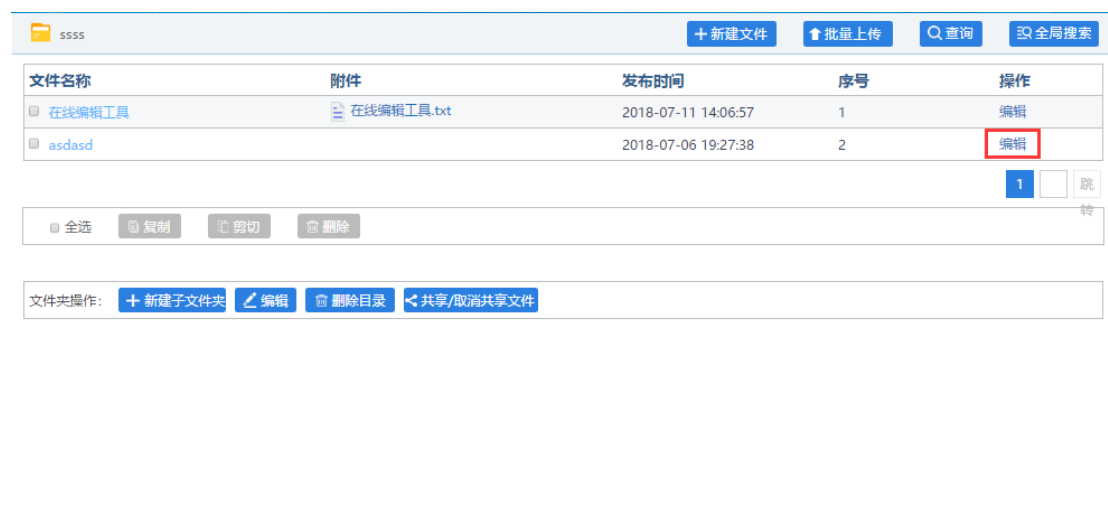 ssss 新建文件 批量上传 查询 全局搜索
文件名称 附件 发布时间 序号 操作
在线编辑工具 在线编辑工具.txt 2018-07-11 14:06:57 1 编辑
asdasd 2018-07-06 19:27:38 2 编辑
1 跳
转
全选 复制 剪切 删除
文件夹操作: 新建子文件夹 编辑 删除目录 共享/取消共享文件